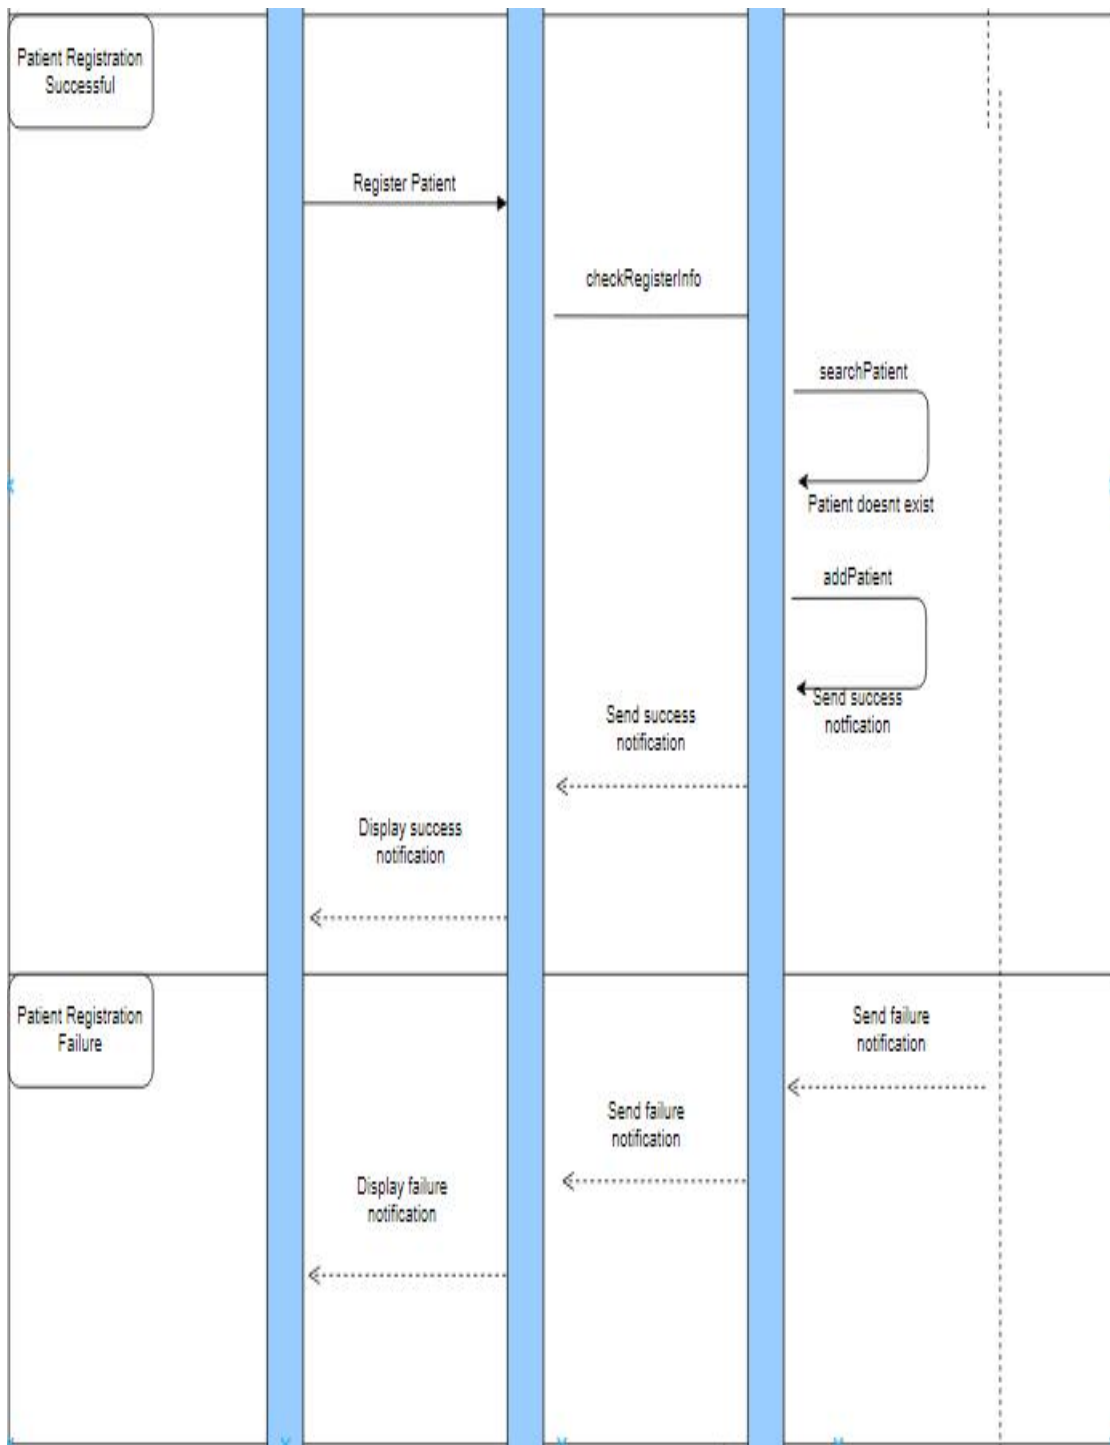 Patient Registration
Successful
Register Patient
checkRegisterInfo
searchPatient
Patient doesnt exist
addPatient
Send success
notfication
Send success
notification
Display success
notification
Patient Registration
Failure
Send failure
notification
Send failure
notification
Display failure
notification